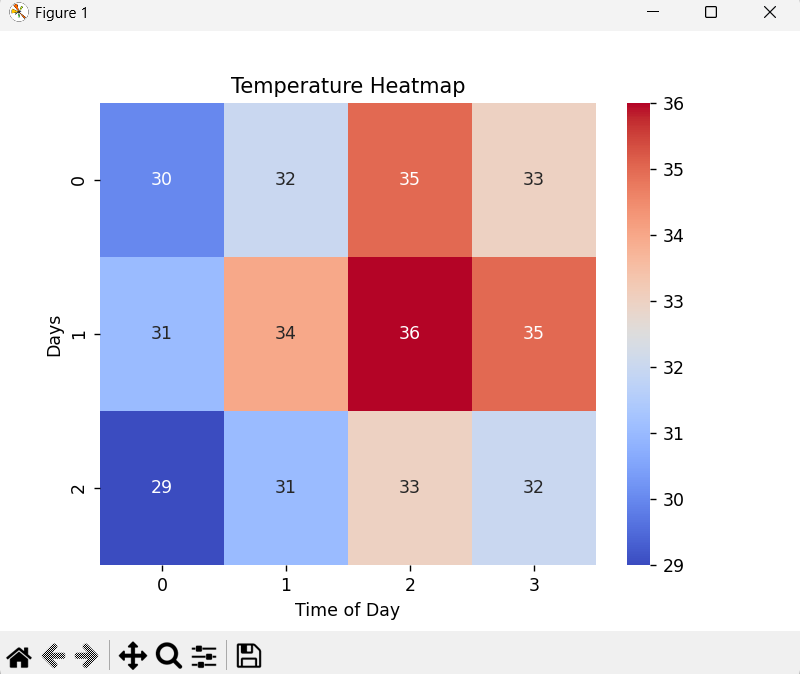 Figure 1
Temperature Heatmap
0 30 32 35 33
1 31 34 36 35
2 29 31 33 32
Days
0 1 2 3
Time of Day
36
35
34
33
32
31
30
29